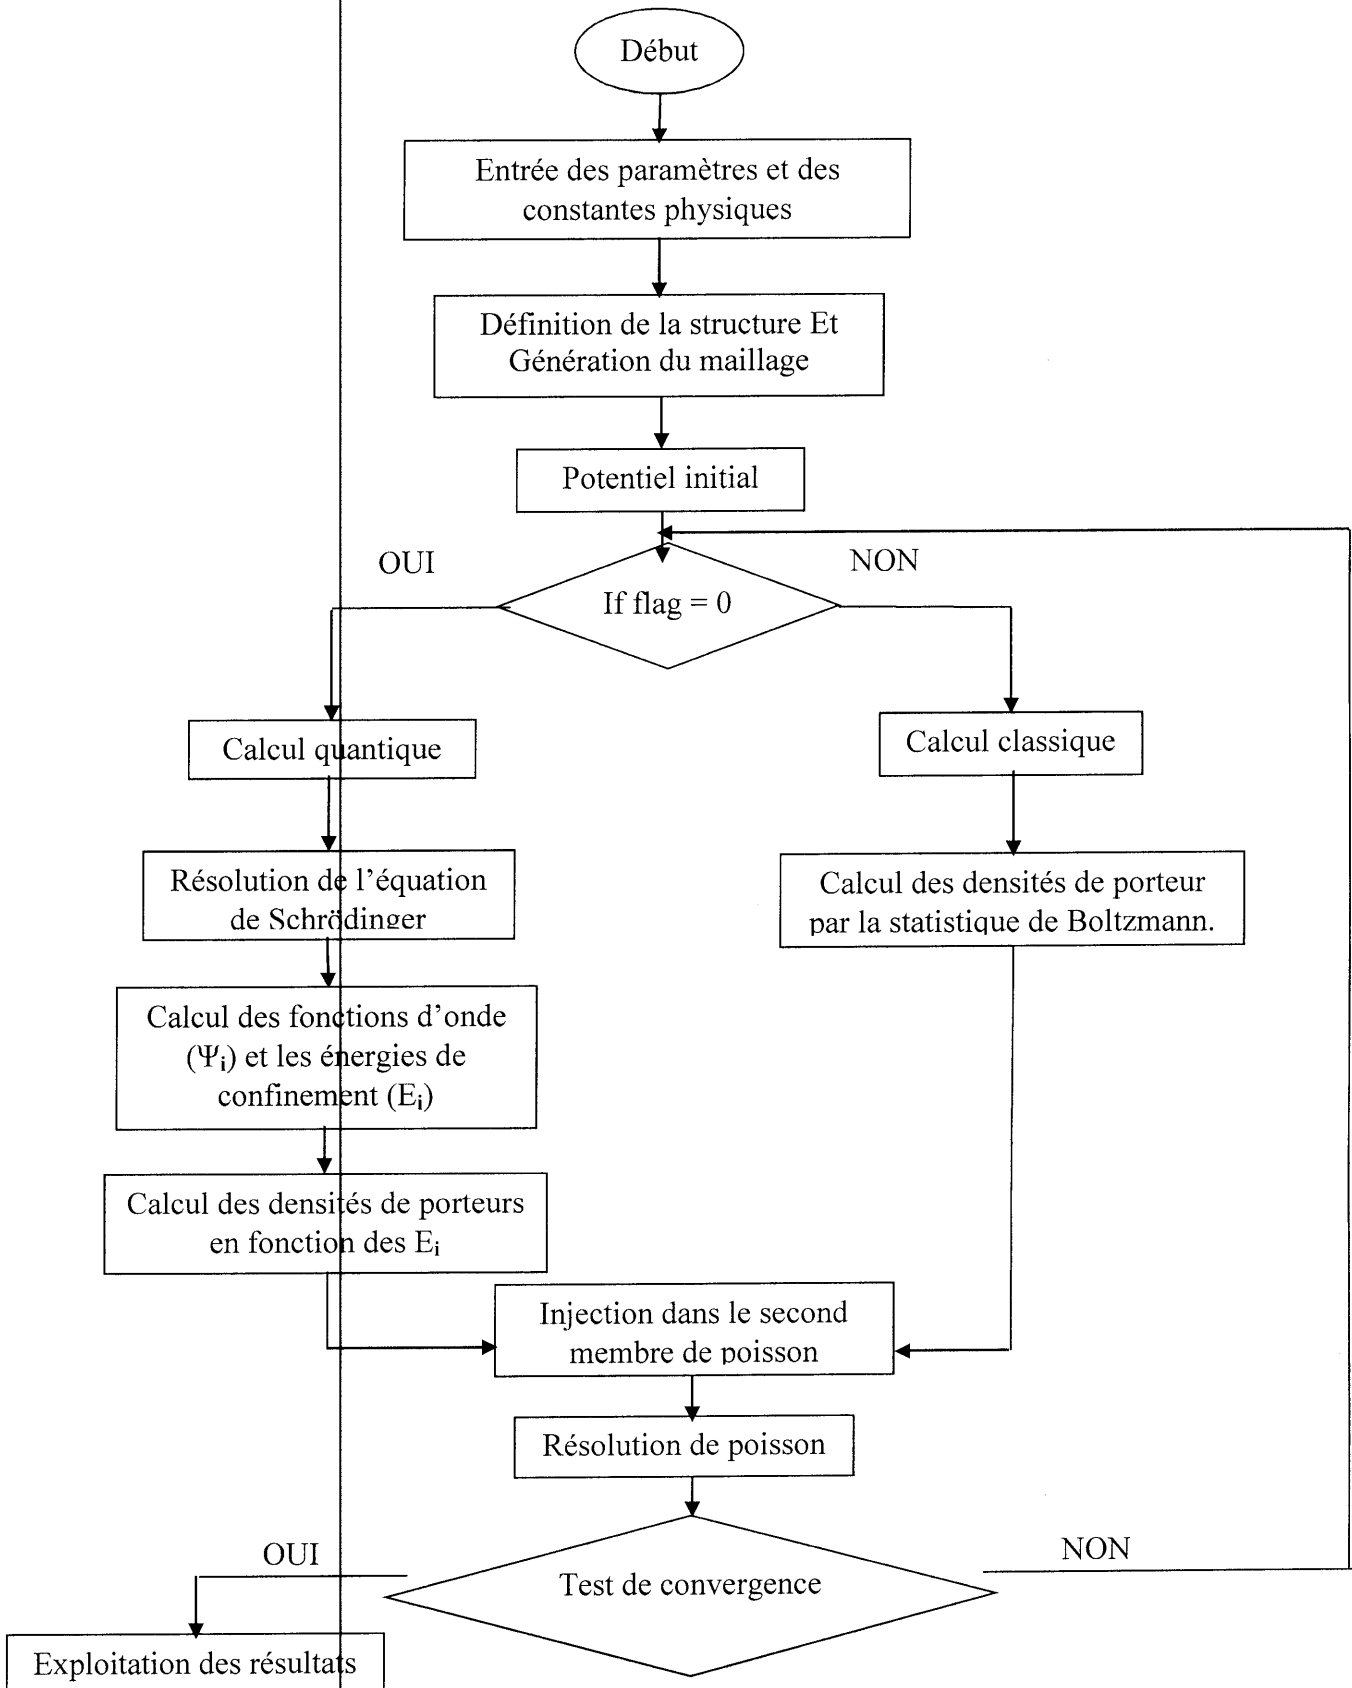 Début
Entrée des paramètres et des
constantes physiques
Définition de la structure Et
Génération du maillage
Potentiel initial
OUI
NON
If flag = 0
Calcul quantique
Calcul classique
Résolution de l'équation
de Schrödinger
Calcul des densités de porteur
par la statistique de Boltzmann.
Calcul des fonctions d'onde
(Ψi) et les énergies de
confinement (Ei)
Calcul des densités de porteurs
en fonction des Ei
Injection dans le second
membre de poisson
Résolution de poisson
OUI
NON
Test de convergence
Exploitation des résultats